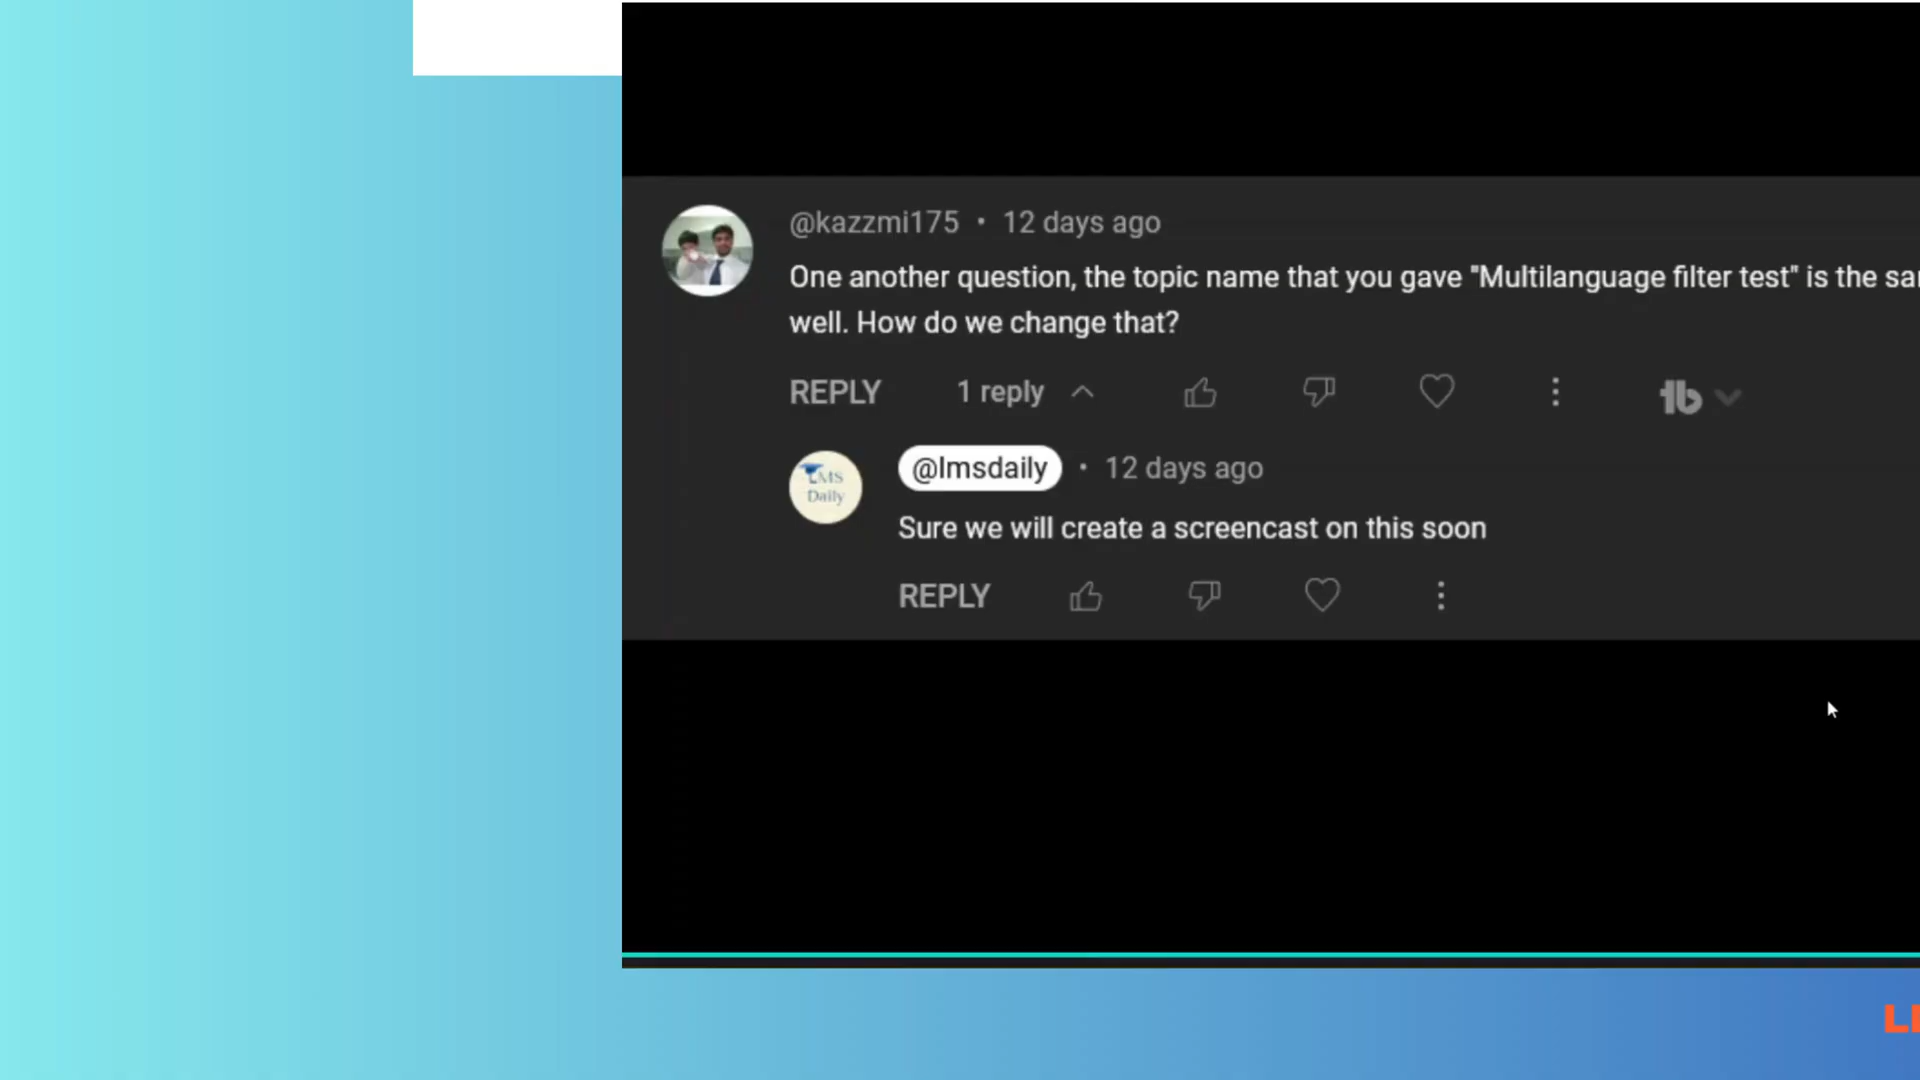 @kazzmi175 • 12 days ago
One another question, the topic name that you gave "Multilanguage filter test" is the
well. How do we change that?
REPLY 1 reply
@lmsdaily • 12 days ago
LMS
Daily
Sure we will create a screencast on this soon
REPLY